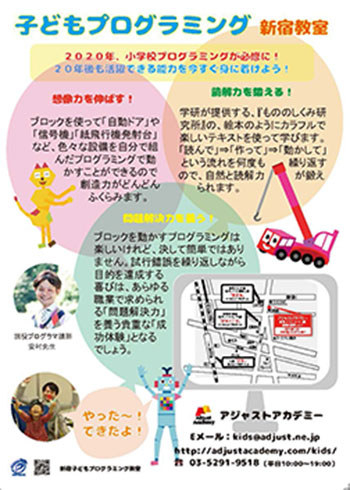 子どもプログラミング 新宿教室
2020年、小学校プログラミングが必修に！
20年後も活躍できる能力を今すぐ身に着けよう！
想像力を伸ばす！
ブロックを使って「自動ドア」や
「信号機」「紙飛行機発射台」
など、色々な設備を自分で組
んだプログラミングで動
かすことができるので
創造力がどんどん
ふくらみます。
読解力を鍛える！
学研が提供する、『もののしくみ研
究所』の、絵本のようにカラフルで
楽しいテキストを使って学びます。
「読んで」⇒「作って」⇒「動かして」
という流れを何度も繰り返す
ので、自然と読解力が鍛え
られます。
問題解決力を養う！
ブロックを動かすプログラミングは
楽しいけれど、決して簡単ではあり
ません。試行錯誤を繰り返しながら
目的を達成する
喜びは、あらゆる
職業で求められ
る「問題解決力」
を養う貴重な「成
功体験」となる
でしょう。
現役プログラマ講師
やった～！
できたよ！
アジャストアカデミー
Eメール：kids@adjust.ne.jp
http://adjustacademy.com/kids/
03-5291-9518（平日10:00～19:00）
新宿子どもプログラミング教室